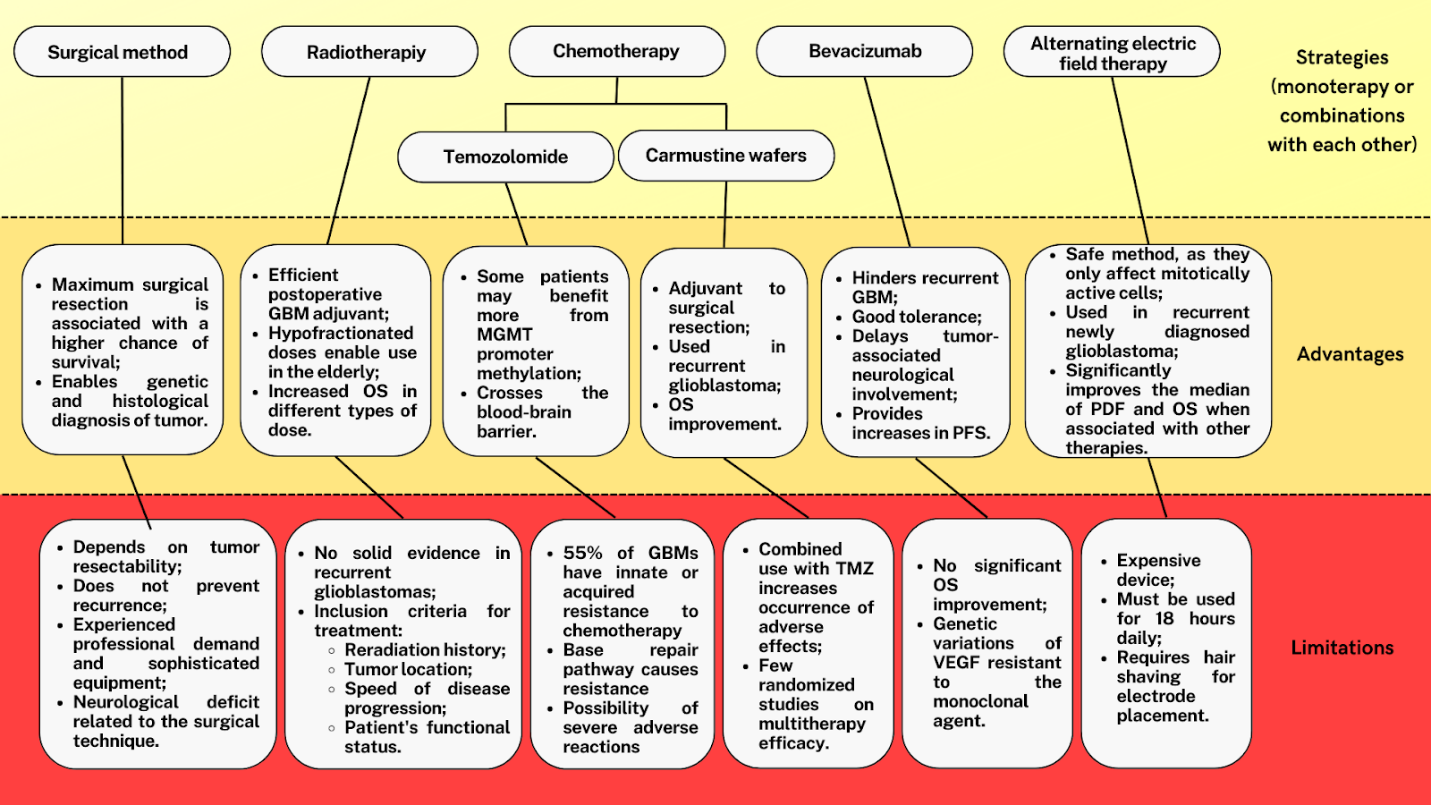 Surgical method
Radiotherapiy
Chemotherapy
Bevacizumab
Alternating electric
field therapy
Strategies
(monoterapy or
combinations
with each other)
Temozolomide
Carmustine wafers
• Maximum surgical
resection is
associated with a
higher chance of
survival;
• Enables genetic
and histological
diagnosis of tumor.
• Efficient
postoperative
GBM adjuvant;
• Hypofractionated
doses enable use
in the elderly;
• Increased OS in
different types of
dose.
• Some patients
may benefit
more from
MGMT
promoter
methylation;
• Crosses the
blood-brain
barrier.
• Adjuvant to
surgical
resection;
• Used in
recurrent
glioblastoma;
• OS
improvement.
• Hinders recurrent
GBM;
• Good tolerance;
• Delays tumor-
associated
neurological
involvement;
• Provides
increases in PFS.
• Safe method, as they
only affect mitotically
active cells;
• Used in recurrent
newly diagnosed
glioblastoma;
• Significantly
improves the median
of PDF and OS when
associated with other
therapies.
Advantages
• Depends on tumor
resectability;
• Does not prevent
recurrence;
• Experienced
professional demand
and sophisticated
equipment;
• Neurological deficit
related to the surgical
technique.
• No solid evidence in
recurrent
glioblastomas;
• Inclusion criteria for
treatment:
◦ Reradiation history;
◦ Tumor location;
◦ Speed of disease
progression;
◦ Patient's functional
status.
• 55% of GBMs
have innate or
acquired
resistance to
chemotherapy
• Base repair
pathway causes
resistance
• Possibility of
severe adverse
reactions
• Combined
use with TMZ
increases
occurrence of
adverse
effects;
• Few
randomized
studies on
multitherapy
efficacy.
• No significant
OS
improvement;
• Genetic
variations of
VEGF resistant
to the
monoclonal
agent.
• Expensive
device;
• Must be used
for 18 hours
daily;
• Requires hair
shaving for
electrode
placement.
Limitations